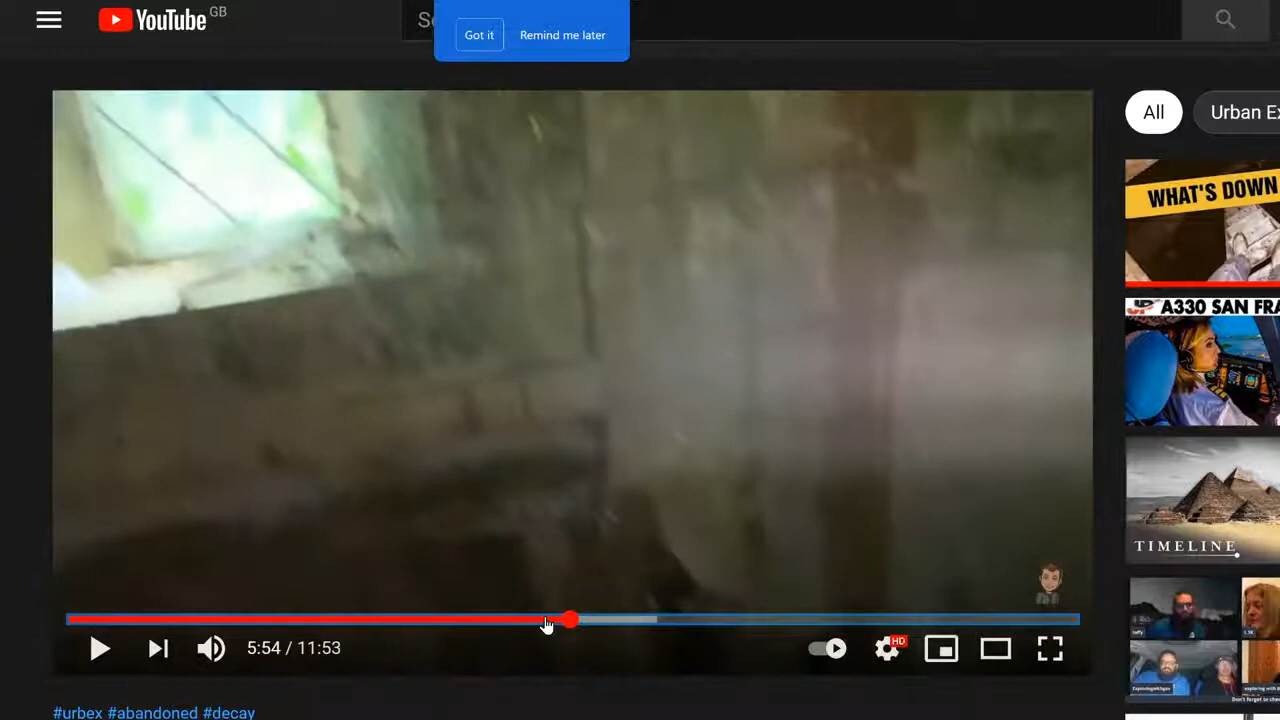 YouTube GB
Got it
Remind me later
All
Urban Ex
WHAT'S DOWN
A330 SAN FRA
TIMELINE
HD
5:54 / 11:53
#urbex #abandoned #decay